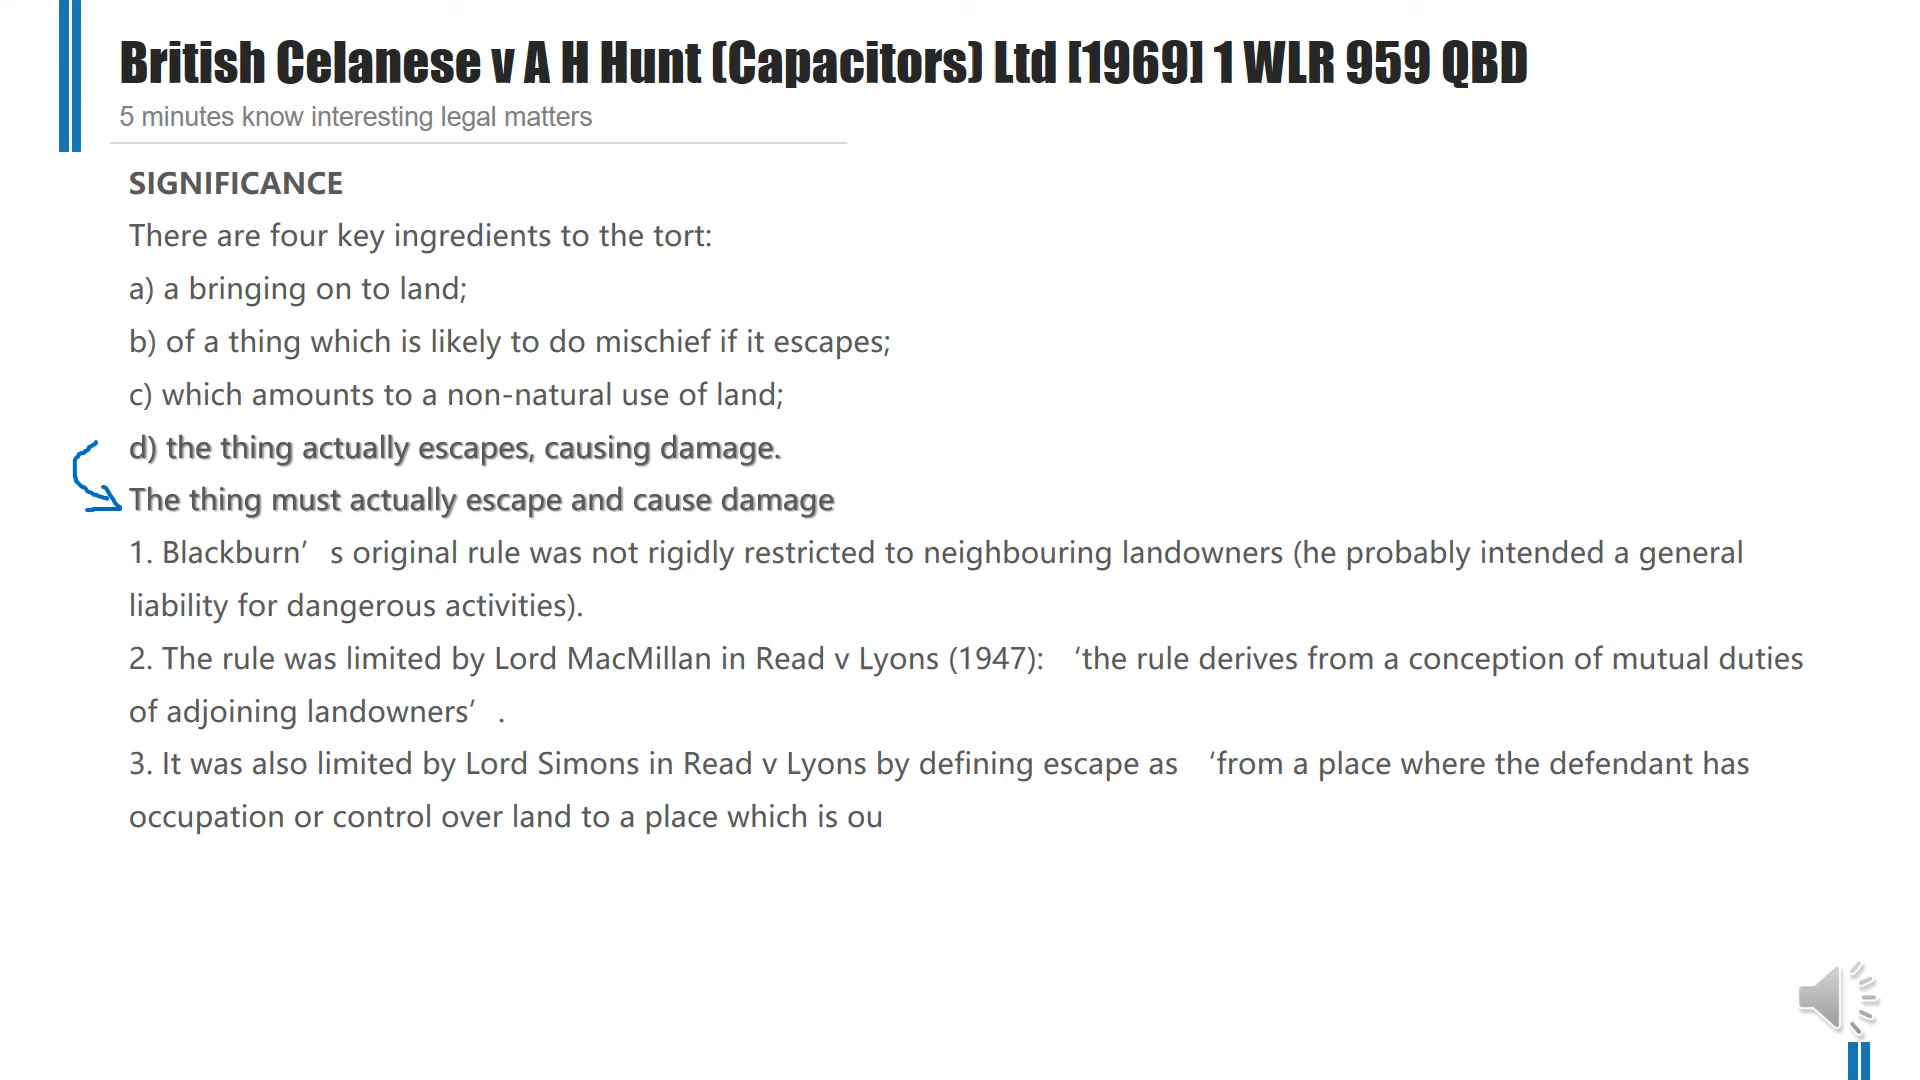 British Celanese v A H Hunt (Capacitors) Ltd [1969] 1 WLR 959 QBD
5 minutes know interesting legal matters
SIGNIFICANCE
There are four key ingredients to the tort:
a) a bringing on to land;
b) of a thing which is likely to do mischief if it escapes;
c) which amounts to a non-natural use of land;
d) the thing actually escapes, causing damage.
The thing must actually escape and cause damage
1. Blackburn’ s original rule was not rigidly restricted to neighbouring landowners (he probably intended a general
liability for dangerous activities).
2. The rule was limited by Lord MacMillan in Read v Lyons (1947): ‘the rule derives from a conception of mutual duties
of adjoining landowners’ .
3. It was also limited by Lord Simons in Read v Lyons by defining escape as ‘from a place where the defendant has
occupation or control over land to a place which is ou